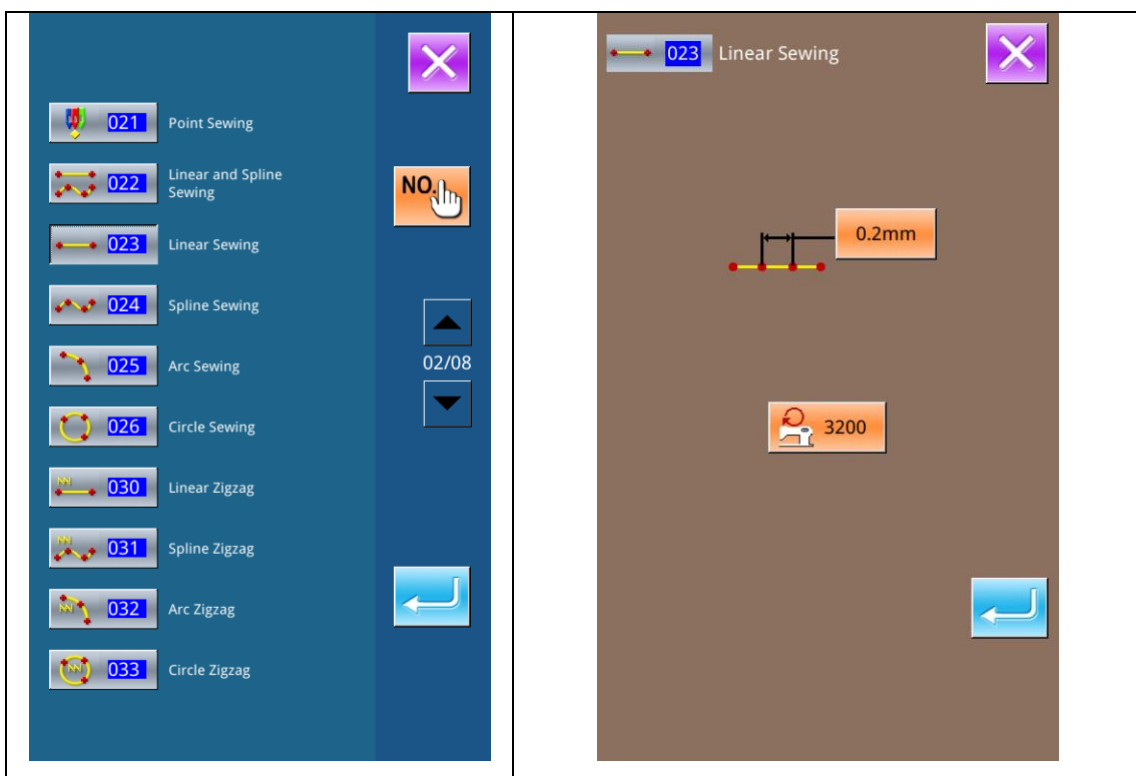 021 Point Sewing
022 Linear and Spline
Sewing
NO.
023 Linear Sewing
024 Spline Sewing
025 Arc Sewing
02/08
026 Circle Sewing
030 Linear Zigzag
031 Spline Zigzag
032 Arc Zigzag
033 Circle Zigzag
023 Linear Sewing
0.2mm
3200